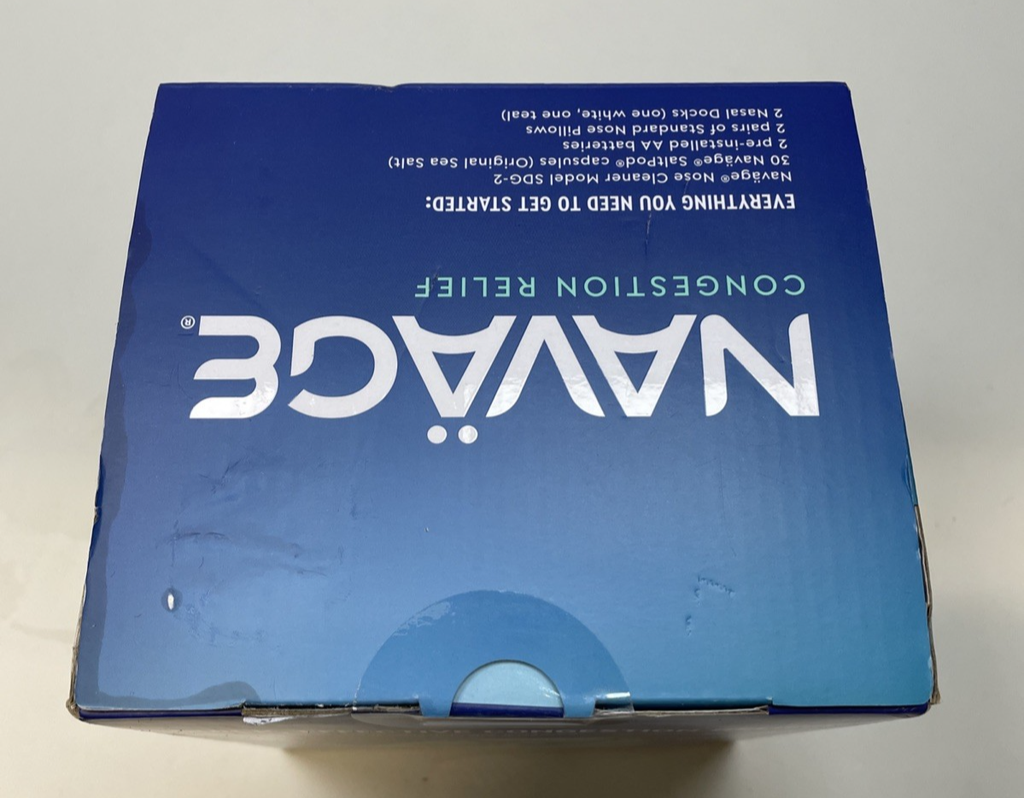 NAVÄGE®
CONGESTION RELIEF
EVERYTHING YOU NEED TO GET STARTED:
Naväge® Nose Cleaner Model SDG-2
30 Naväge® SaltPod® capsules (Original Sea Salt)
2 pre-installed AA batteries
2 pairs of Standard Nose Pillows
2 Nasal Docks (one white, one teal)